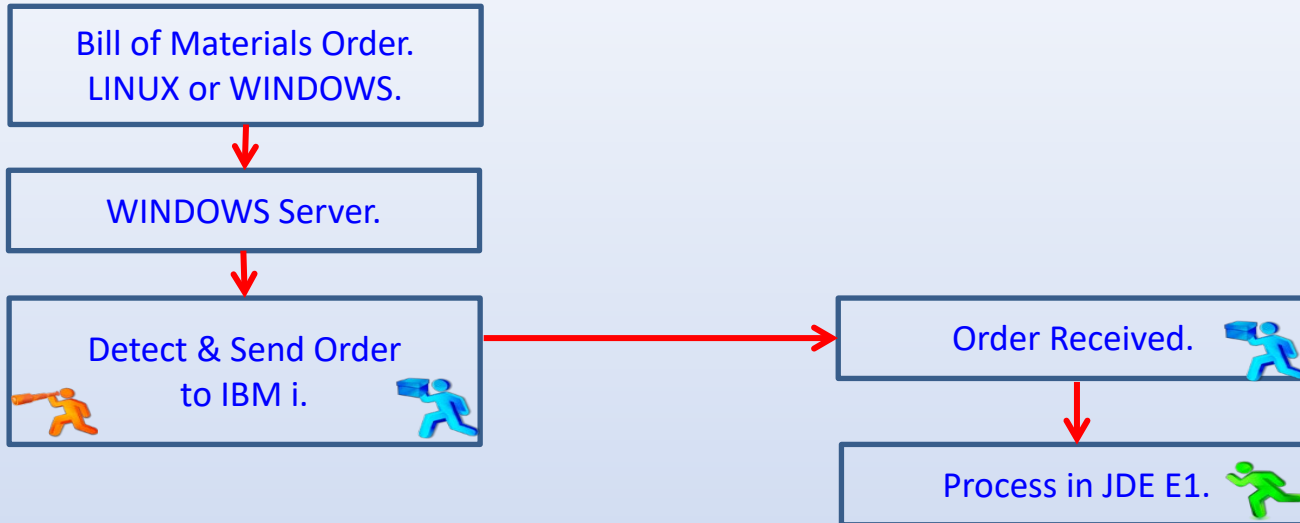 Bill of Materials Order.
LINUX or WINDOWS.
WINDOWS Server.
Detect & Send Order
to IBM i.
Order Received.
Process in JDE E1.